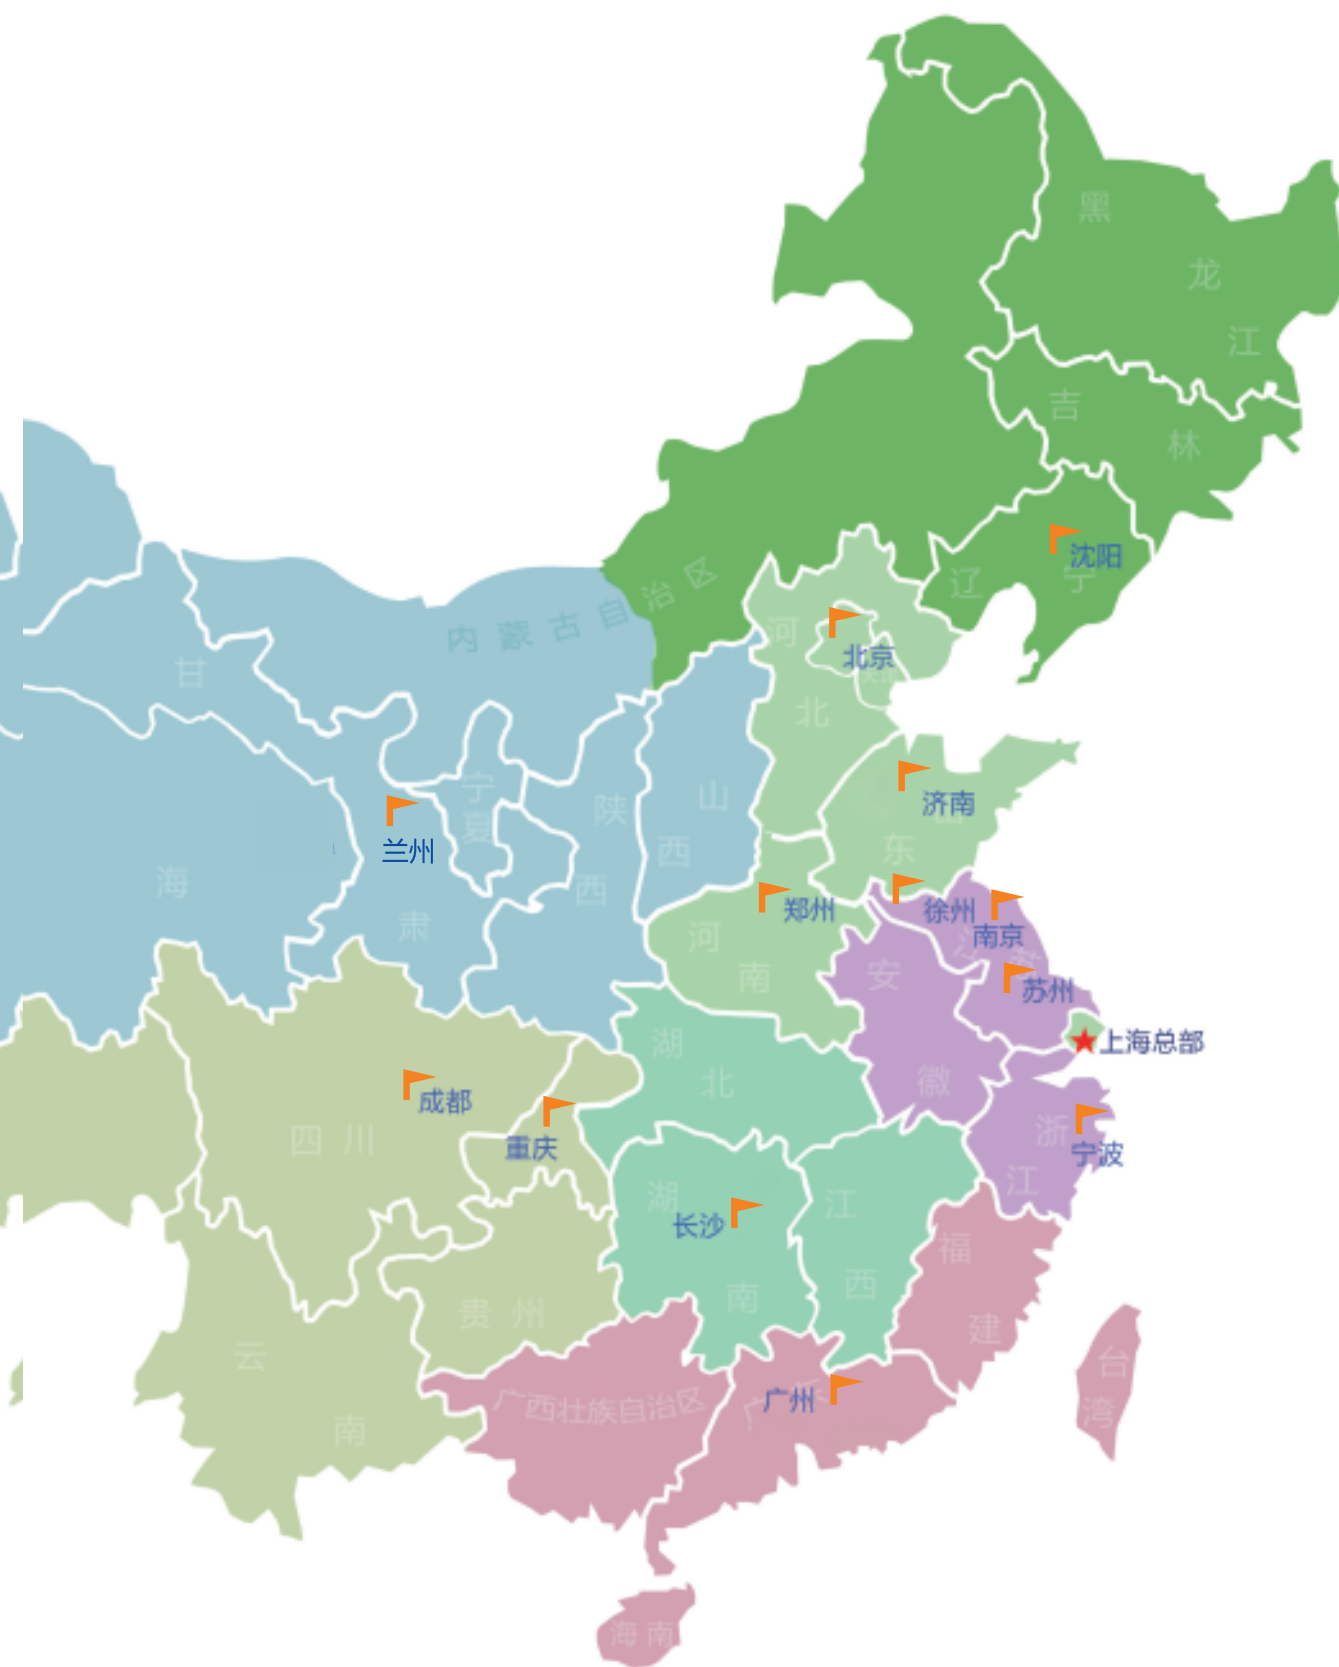 黑
龙
江
吉
林
沈阳
辽
宁
内蒙古自治区
河
北
北京
甘
宁
夏
陕
西
山
西
济南
东
兰州
海
肃
郑州
徐州
南京
河
南
安
徽
苏州
上海总部
湖
北
成都
四川
重庆
浙
江
宁波
湖
南
长沙
江
西
福
建
贵州
云
南
广西壮族自治区
广州
台
湾
海南